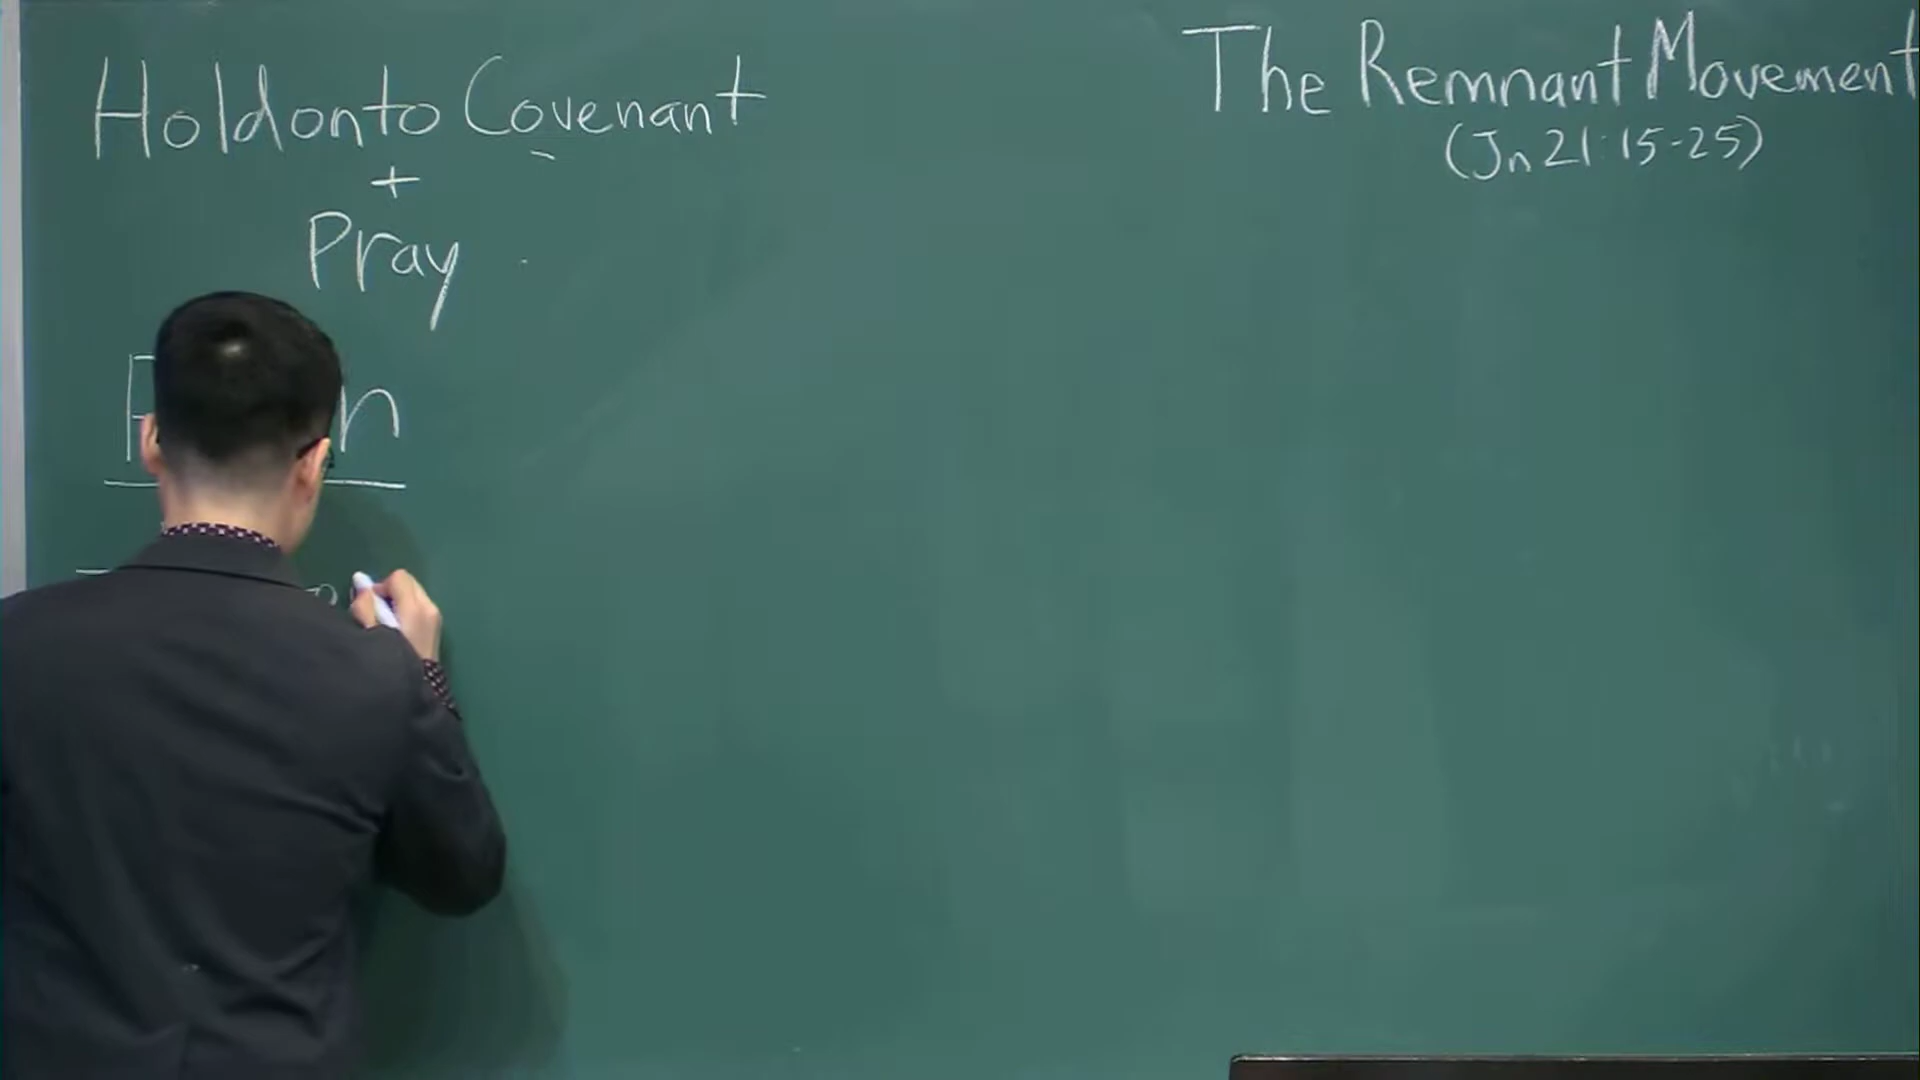 Holdonto Covenant
+
Pray
The Remnant Movement
(Jn 21:15-25)